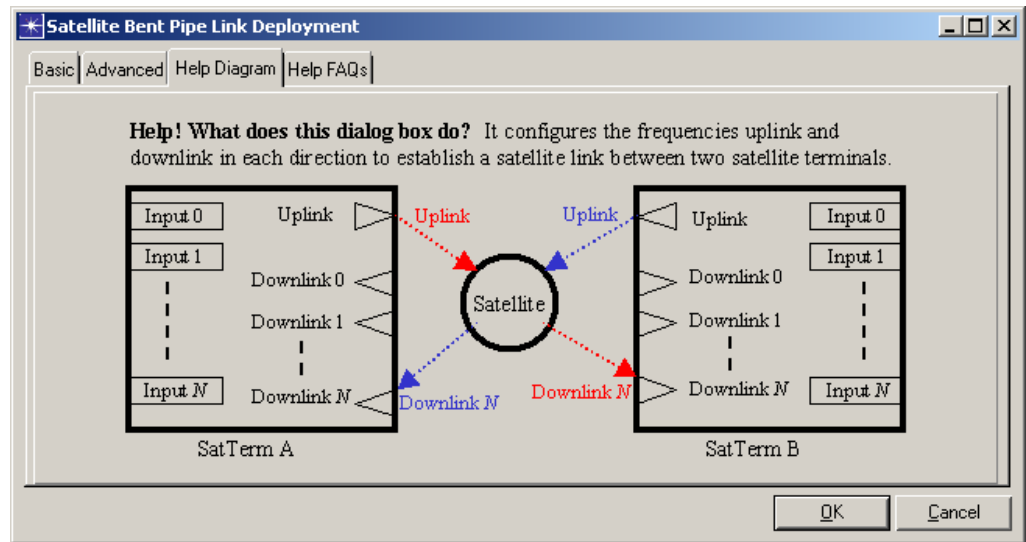 Satellite Bent Pipe Link Deployment
Basic Advanced Help Diagram Help FAQs
Help! What does this dialog box do? It configures the frequencies uplink and
downlink in each direction to establish a satellite link between two satellite terminals.
Input 0 Uplink Uplink Uplink Uplink Input 0
Input 1 Input 1
Downlink 0 Downlink 0
Satellite
Downlink 1 Downlink 1
Input N Downlink N Downlink N Downlink N Downlink N Input N
SatTerm A SatTerm B
OK Cancel